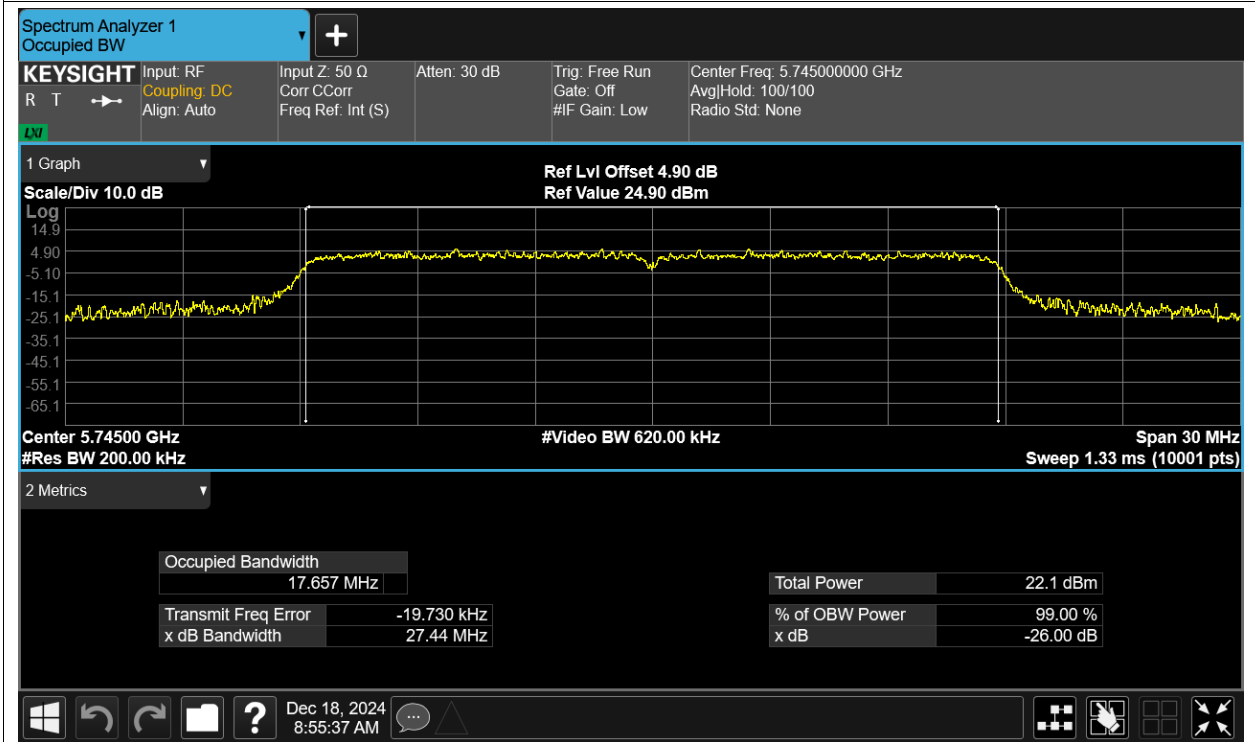 Spectrum Analyzer 1
Occupied BW
KEYSIGHT
R T
LXI
Input: RF
Coupling: DC
Align: Auto
Input Z: 50 Ω
Corr CCorr
Freq Ref: Int (S)
Atten: 30 dB
Trig: Free Run
Gate: Off
#IF Gain: Low
Center Freq: 5.745000000 GHz
Avg|Hold: 100/100
Radio Std: None
1 Graph
Scale/Div 10.0 dB
Ref Lvl Offset 4.90 dB
Ref Value 24.90 dBm
Log
14.9
4.90
-5.10
-15.1
-25.1
-35.1
-45.1
-55.1
-65.1
Center 5.74500 GHz
#Res BW 200.00 kHz
#Video BW 620.00 kHz
Span 30 MHz
Sweep 1.33 ms (10001 pts)
2 Metrics
Occupied Bandwidth
17.657 MHz
Transmit Freq Error -19.730 kHz
x dB Bandwidth 27.44 MHz
Total Power 22.1 dBm
% of OBW Power 99.00 %
x dB -26.00 dB
?
Dec 18, 2024
8:55:37 AM